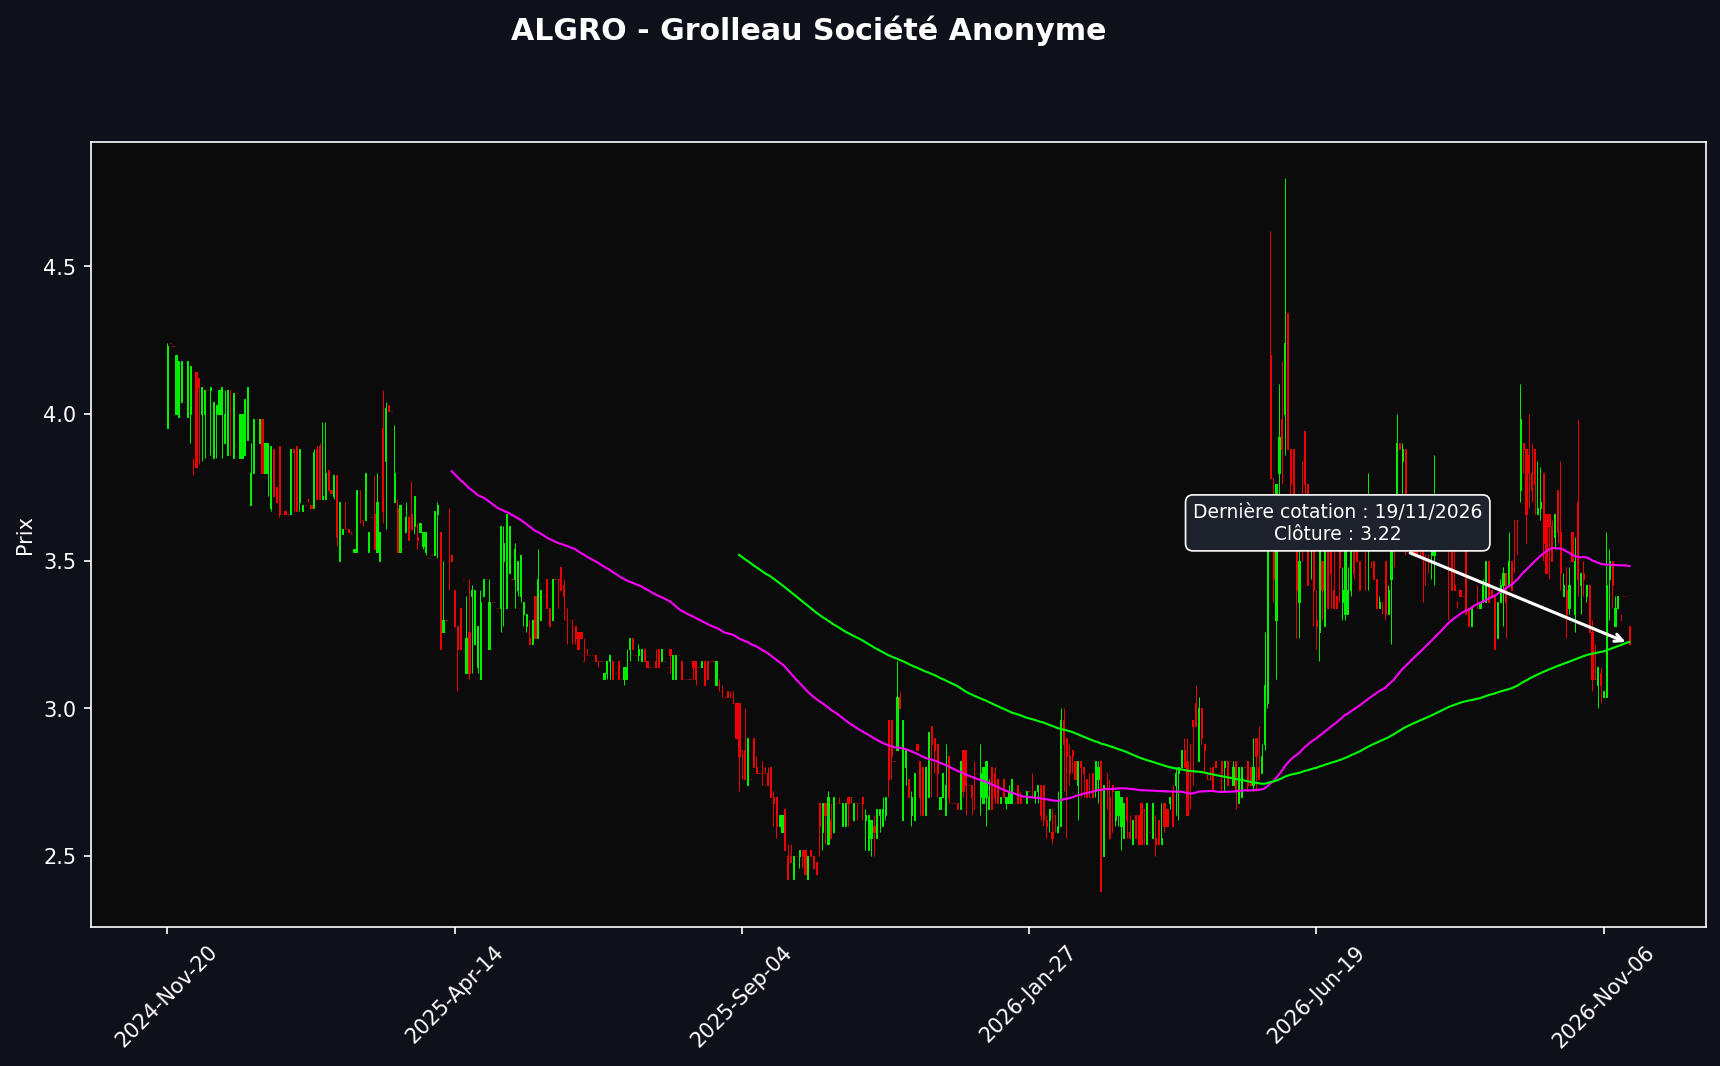 ALGRO - Grolleau Société Anonyme
Prix
4.5
4.0
3.5
3.0
2.5
Dernière cotation : 19/11/2026
Clôture : 3.22
2024-Nov-20
2025-Apr-14
2025-Sep-04
2026-Jan-27
2026-Jun-19
2026-Nov-06